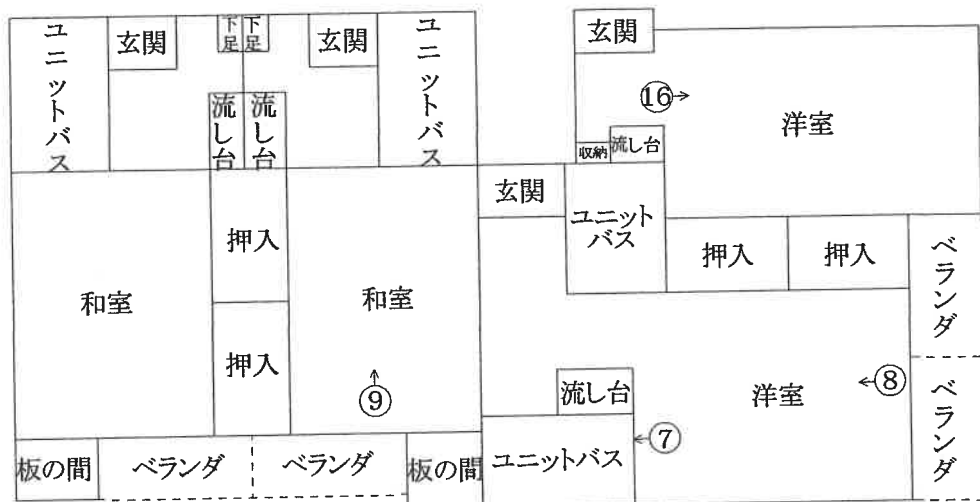 ユニットバス
玄関
下足
下足
玄関
ユニットバス
流し台
流し台
玄関
⑯→
洋室
収納
流し台
玄関
ユニット
バス
押入
押入
押入
ベランダ
和室
和室
押入
⑨
流し台
洋室
←⑧
ベランダ
←⑦
板の間
ベランダ
ベランダ
板の間
ユニットバス